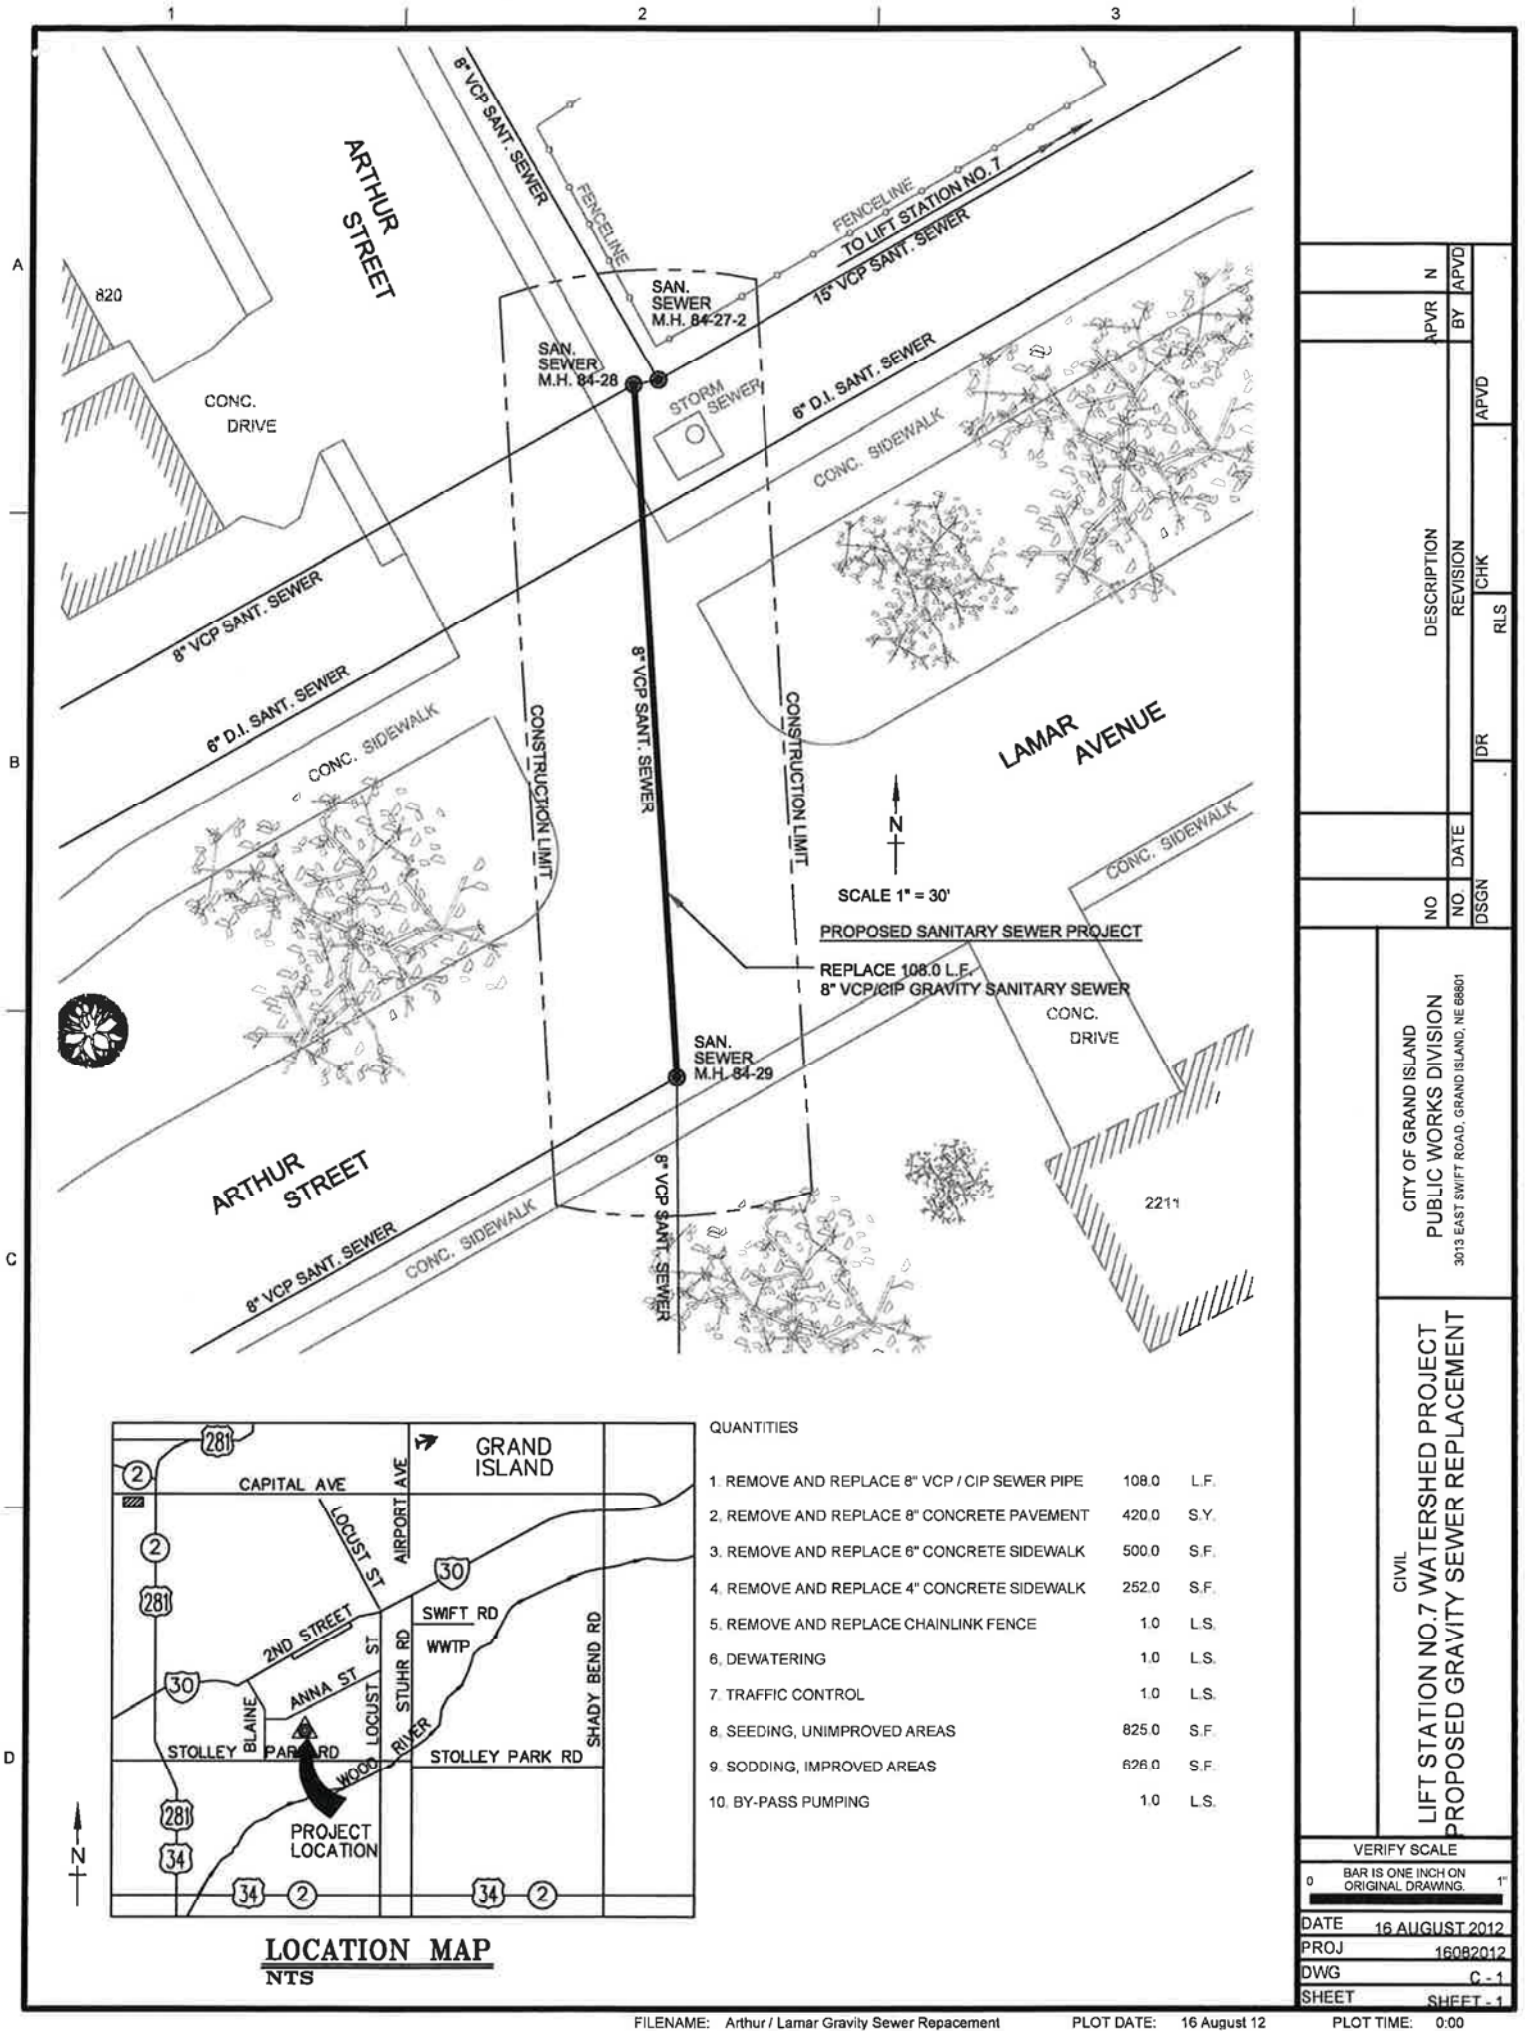 1
2
3
A
B
C
D
8" VCP SANT. SEWER
ARTHUR
STREET
FENCELINE
FENCELINE
TO LIFT STATION NO. 7
15" VCP SANT. SEWER
820
SAN.
SEWER
M.H. 84-27-2
SAN.
SEWER
M.H. 84-28
STORM
SEWER
6" D.I. SANT. SEWER
CONC.
DRIVE
CONC. SIDEWALK
8" VCP SANT. SEWER
6" D.I. SANT. SEWER
CONC. SIDEWALK
8" VCP SANT. SEWER
CONSTRUCTION LIMIT
CONSTRUCTION LIMIT
LAMAR
AVENUE
N
SCALE 1" = 30'
CONC. SIDEWALK
PROPOSED SANITARY SEWER PROJECT
REPLACE 108.0 L.F.
8" VCP/CIP GRAVITY SANITARY SEWER
CONC.
DRIVE
SAN.
SEWER
M.H. 84-29
ARTHUR
STREET
8" VCP SANT. SEWER
2211
8" VCP SANT. SEWER
CONC. SIDEWALK
281
2
CAPITAL AVE
AIRPORT AVE
GRAND
ISLAND
LOCUST ST
2
281
30
2ND STREET
SWIFT RD
WWTP
30
ANNA ST
LOCUST ST
STUHR RD
SHADY BEND RD
BLAINE
STOLLEY PARK RD
WOOD RIVER
STOLLEY PARK RD
281
34
PROJECT
LOCATION
34
2
34
2
N
LOCATION MAP
NTS
QUANTITIES
1. REMOVE AND REPLACE 8" VCP / CIP SEWER PIPE 108.0 L.F.
2. REMOVE AND REPLACE 8" CONCRETE PAVEMENT 420.0 S.Y.
3. REMOVE AND REPLACE 6" CONCRETE SIDEWALK 500.0 S.F.
4. REMOVE AND REPLACE 4" CONCRETE SIDEWALK 252.0 S.F.
5. REMOVE AND REPLACE CHAINLINK FENCE 1.0 L.S.
6. DEWATERING 1.0 L.S.
7. TRAFFIC CONTROL 1.0 L.S.
8. SEEDING, UNIMPROVED AREAS 825.0 S.F.
9. SODDING, IMPROVED AREAS 626.0 S.F.
10. BY-PASS PUMPING 1.0 L.S.
NO DESCRIPTION APVR N
NO. DATE REVISION BY APVD
DSGN DR CHK APVD
RLS
CITY OF GRAND ISLAND
PUBLIC WORKS DIVISION
3013 EAST SWIFT ROAD, GRAND ISLAND, NE 68801
CIVIL
LIFT STATION NO.7 WATERSHED PROJECT
PROPOSED GRAVITY SEWER REPLACEMENT
VERIFY SCALE
BAR IS ONE INCH ON
ORIGINAL DRAWING.
0 1"
DATE 16 AUGUST 2012
PROJ 16082012
DWG C - 1
SHEET SHEET - 1
FILENAME: Arthur / Lamar Gravity Sewer Repacement PLOT DATE: 16 August 12 PLOT TIME: 0:00